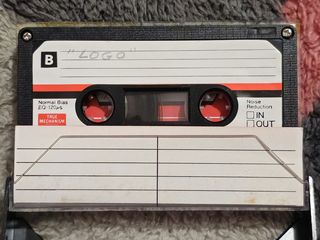 B "LOGO"
Normal Bias
EQ-120µs
TRUE
MECHANISM
Noise
Reduction
IN
OUT